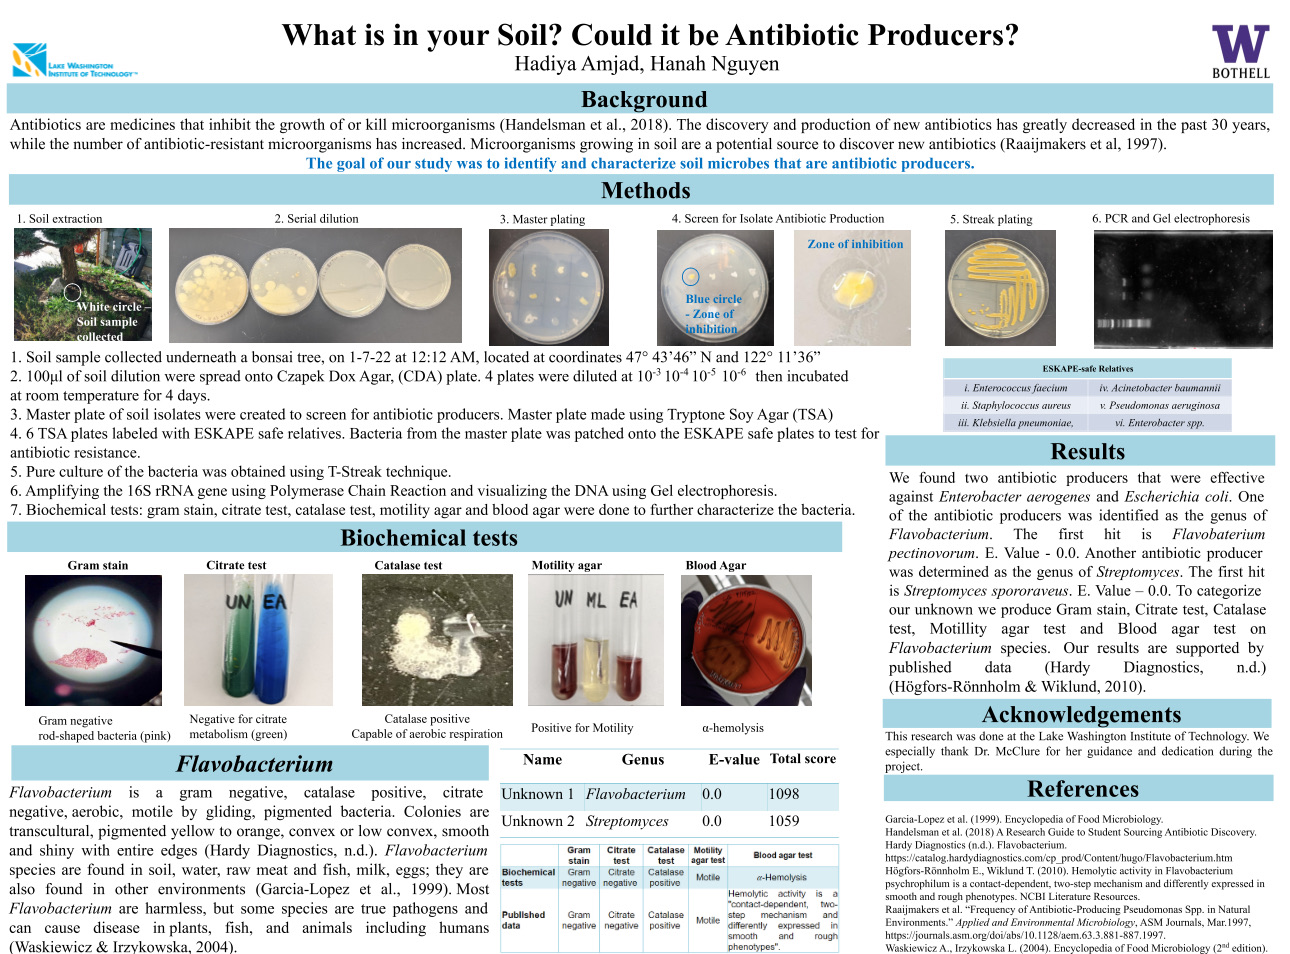 What is in your Soil? Could it be Antibiotic Producers?
Hadiya Amjad, Hanah Nguyen
LAKE WASHINGTON
INSTITUTE OF TECHNOLOGY™
W
BOTHELL
Background
Antibiotics are medicines that inhibit the growth of or kill microorganisms (Handelsman et al., 2018). The discovery and production of new antibiotics has greatly decreased in the past 30 years,
while the number of antibiotic-resistant microorganisms has increased. Microorganisms growing in soil are a potential source to discover new antibiotics (Raaijmakers et al, 1997).
The goal of our study was to identify and characterize soil microbes that are antibiotic producers.
Methods
1. Soil extraction
2. Serial dilution
3. Master plating
4. Screen for Isolate Antibiotic Production
5. Streak plating
6. PCR and Gel electrophoresis
White circle –
Soil sample
collected
Blue circle
- Zone of
inhibition
Zone of inhibition
1. Soil sample collected underneath a bonsai tree, on 1-7-22 at 12:12 AM, located at coordinates 47° 43’46” N and 122° 11’36”
2. 100μl of soil dilution were spread onto Czapek Dox Agar, (CDA) plate. 4 plates were diluted at 10-3 10-4 10-5 10-6 then incubated
at room temperature for 4 days.
3. Master plate of soil isolates were created to screen for antibiotic producers. Master plate made using Tryptone Soy Agar (TSA)
4. 6 TSA plates labeled with ESKAPE safe relatives. Bacteria from the master plate was patched onto the ESKAPE safe plates to test for
antibiotic resistance.
5. Pure culture of the bacteria was obtained using T-Streak technique.
6. Amplifying the 16S rRNA gene using Polymerase Chain Reaction and visualizing the DNA using Gel electrophoresis.
7. Biochemical tests: gram stain, citrate test, catalase test, motility agar and blood agar were done to further characterize the bacteria.
ESKAPE-safe Relatives
i. Enterococcus faecium iv. Acinetobacter baumannii
ii. Staphylococcus aureus v. Pseudomonas aeruginosa
iii. Klebsiella pneumoniae, vi. Enterobacter spp.
Biochemical tests
Gram stain
Citrate test
Catalase test
Motility agar
Blood Agar
UN EA
UN ML EA
Gram negative
rod-shaped bacteria (pink)
Negative for citrate
metabolism (green)
Catalase positive
Capable of aerobic respiration
Positive for Motility
α-hemolysis
Flavobacterium
Flavobacterium is a gram negative, catalase positive, citrate
negative, aerobic, motile by gliding, pigmented bacteria. Colonies are
transcultural, pigmented yellow to orange, convex or low convex, smooth
and shiny with entire edges (Hardy Diagnostics, n.d.). Flavobacterium
species are found in soil, water, raw meat and fish, milk, eggs; they are
also found in other environments (Garcia-Lopez et al., 1999). Most
Flavobacterium are harmless, but some species are true pathogens and
can cause disease in plants, fish, and animals including humans
(Waskiewicz & Irzykowska, 2004).
Name Genus E-value Total score
Unknown 1 Flavobacterium 0.0 1098
Unknown 2 Streptomyces 0.0 1059
Gram stain Citrate test Catalase test Motility agar test Blood agar test
Biochemical tests Gram negative Citrate negative Catalase positive Motile α-Hemolysis
Published data Gram negative Citrate negative Catalase positive Motile Hemolytic activity is a "contact-dependent, two-step mechanism and differently expressed in smooth and rough phenotypes".
Results
We found two antibiotic producers that were effective
against Enterobacter aerogenes and Escherichia coli. One
of the antibiotic producers was identified as the genus of
Flavobacterium. The first hit is Flavobaterium
pectinovorum. E. Value - 0.0. Another antibiotic producer
was determined as the genus of Streptomyces. The first hit
is Streptomyces spororaveus. E. Value – 0.0. To categorize
our unknown we produce Gram stain, Citrate test, Catalase
test, Motillity agar test and Blood agar test on
Flavobacterium species. Our results are supported by
published data (Hardy Diagnostics, n.d.)
(Högfors-Rönnholm & Wiklund, 2010).
Acknowledgements
This research was done at the Lake Washington Institute of Technology. We
especially thank Dr. McClure for her guidance and dedication during the
project.
References
Garcia-Lopez et al. (1999). Encyclopedia of Food Microbiology.
Handelsman et al. (2018) A Research Guide to Student Sourcing Antibiotic Discovery.
Hardy Diagnostics (n.d.). Flavobacterium.
https://catalog.hardydiagnostics.com/cp_prod/Content/hugo/Flavobacterium.htm
Högfors-Rönnholm E., Wiklund T. (2010). Hemolytic activity in Flavobacterium
psychrophilum is a contact-dependent, two-step mechanism and differently expressed in
smooth and rough phenotypes. NCBI Literature Resources.
Raaijmakers et al. “Frequency of Antibiotic-Producing Pseudomonas Spp. in Natural
Environments.” Applied and Environmental Microbiology, ASM Journals, Mar.1997,
https://journals.asm.org/doi/abs/10.1128/aem.63.3.881-887.1997.
Waskiewicz A., Irzykowska L. (2004). Encyclopedia of Food Microbiology (2nd edition).